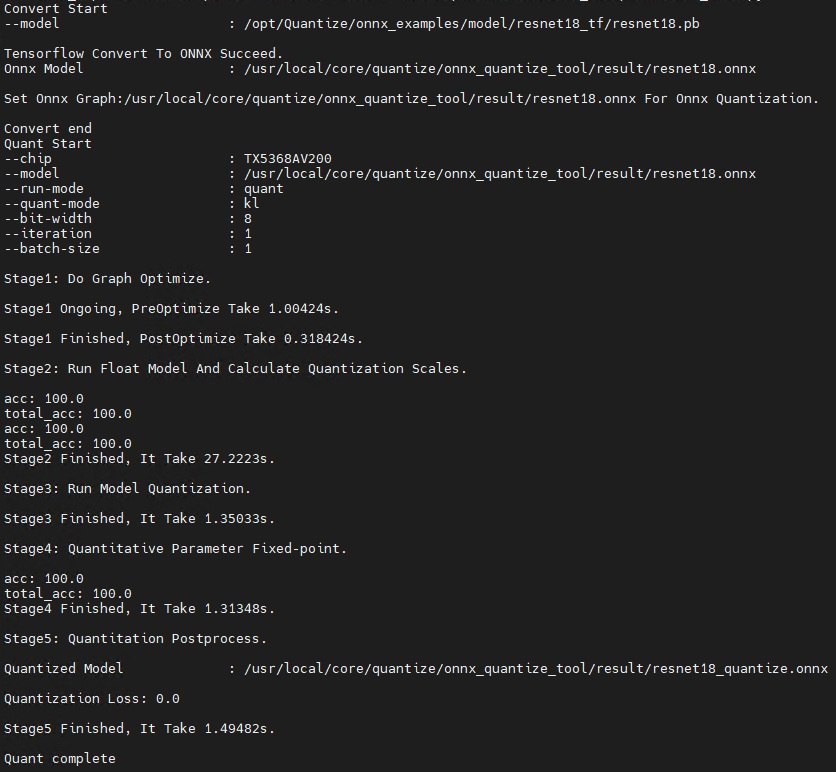 Convert Start
--model : /opt/Quantize/onnx_examples/model/resnet18_tf/resnet18.pb
Tensorflow Convert To ONNX Succeed.
Onnx Model : /usr/local/core/quantize/onnx_quantize_tool/result/resnet18.onnx
Set Onnx Graph:/usr/local/core/quantize/onnx_quantize_tool/result/resnet18.onnx For Onnx Quantization.
Convert end
Quant Start
--chip : TX5368AV200
--model : /usr/local/core/quantize/onnx_quantize_tool/result/resnet18.onnx
--run-mode : quant
--quant-mode : kl
--bit-width : 8
--iteration : 1
--batch-size : 1
Stage1: Do Graph Optimize.
Stage1 Ongoing, PreOptimize Take 1.00424s.
Stage1 Finished, PostOptimize Take 0.318424s.
Stage2: Run Float Model And Calculate Quantization Scales.
acc: 100.0
total_acc: 100.0
acc: 100.0
total_acc: 100.0
Stage2 Finished, It Take 27.2223s.
Stage3: Run Model Quantization.
Stage3 Finished, It Take 1.35033s.
Stage4: Quantitative Parameter Fixed-point.
acc: 100.0
total_acc: 100.0
Stage4 Finished, It Take 1.31348s.
Stage5: Quantitation Postprocess.
Quantized Model : /usr/local/core/quantize/onnx_quantize_tool/result/resnet18_quantize.onnx
Quantization Loss: 0.0
Stage5 Finished, It Take 1.49482s.
Quant complete